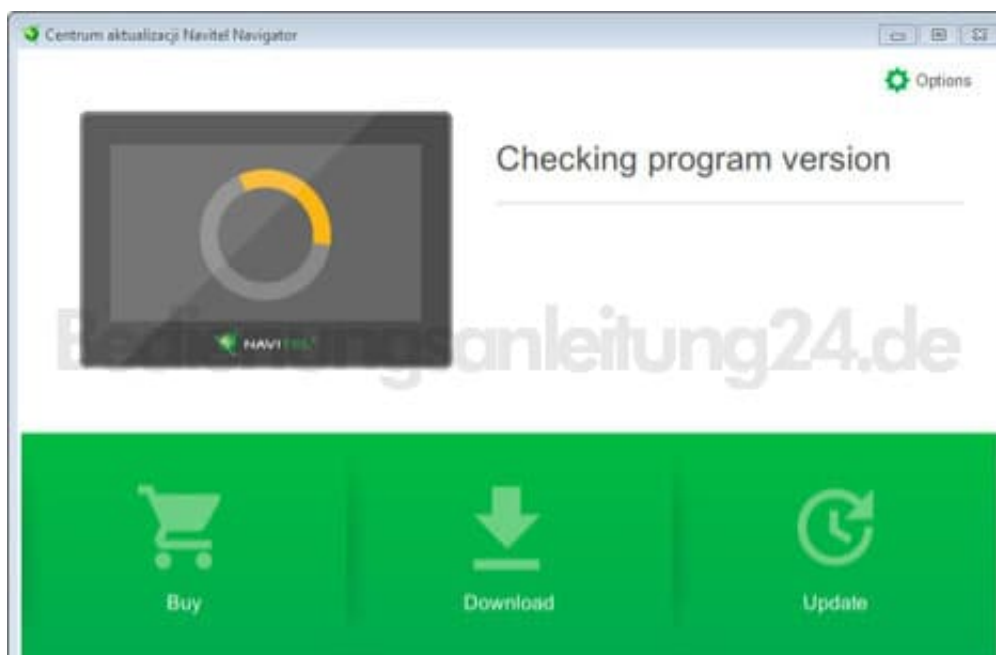 Centrum aktualizacji Navitel Navigator
Options
Checking program version
NAVITEL
Bedienungsanleitung24.de
Buy
Download
Update